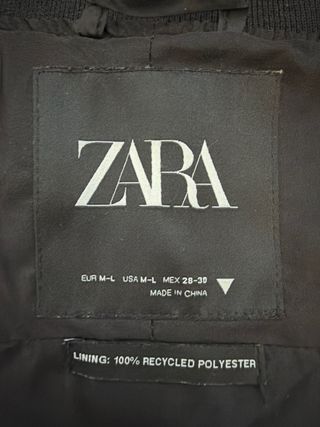 ZARA
EUR M-L USA M-L MEX 28-30
MADE IN CHINA
LINING: 100% RECYCLED POLYESTER